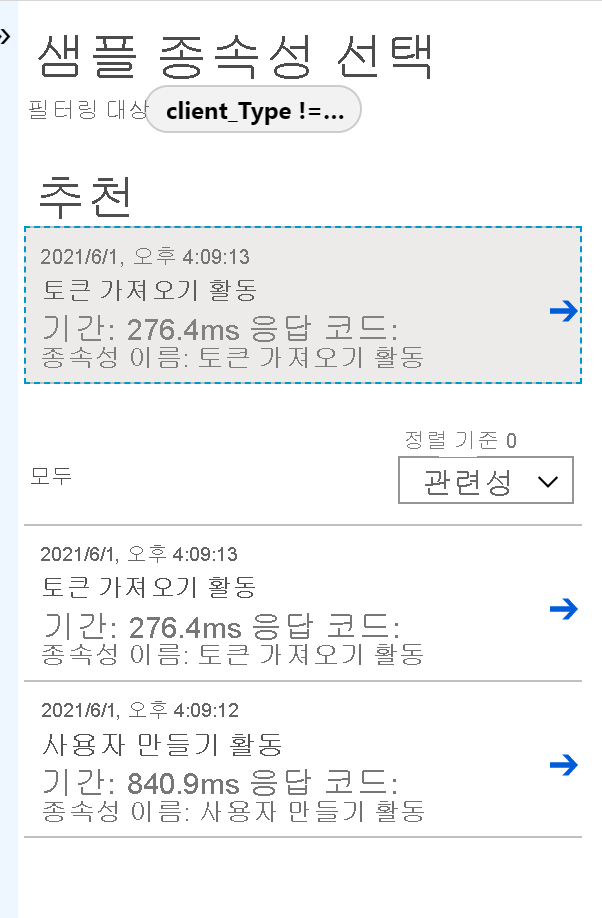 샘플 종속성 선택
필터링 대상 client_Type !=...
추천
2021/6/1, 오후 4:09:13
토큰 가져오기 활동
기간: 276.4ms 응답 코드:
종속성 이름: 토큰 가져오기 활동
정렬 기준 0
모두
관련성
2021/6/1, 오후 4:09:13
토큰 가져오기 활동
기간: 276.4ms 응답 코드:
종속성 이름: 토큰 가져오기 활동
2021/6/1, 오후 4:09:12
사용자 만들기 활동
기간: 840.9ms 응답 코드:
종속성 이름: 사용자 만들기 활동